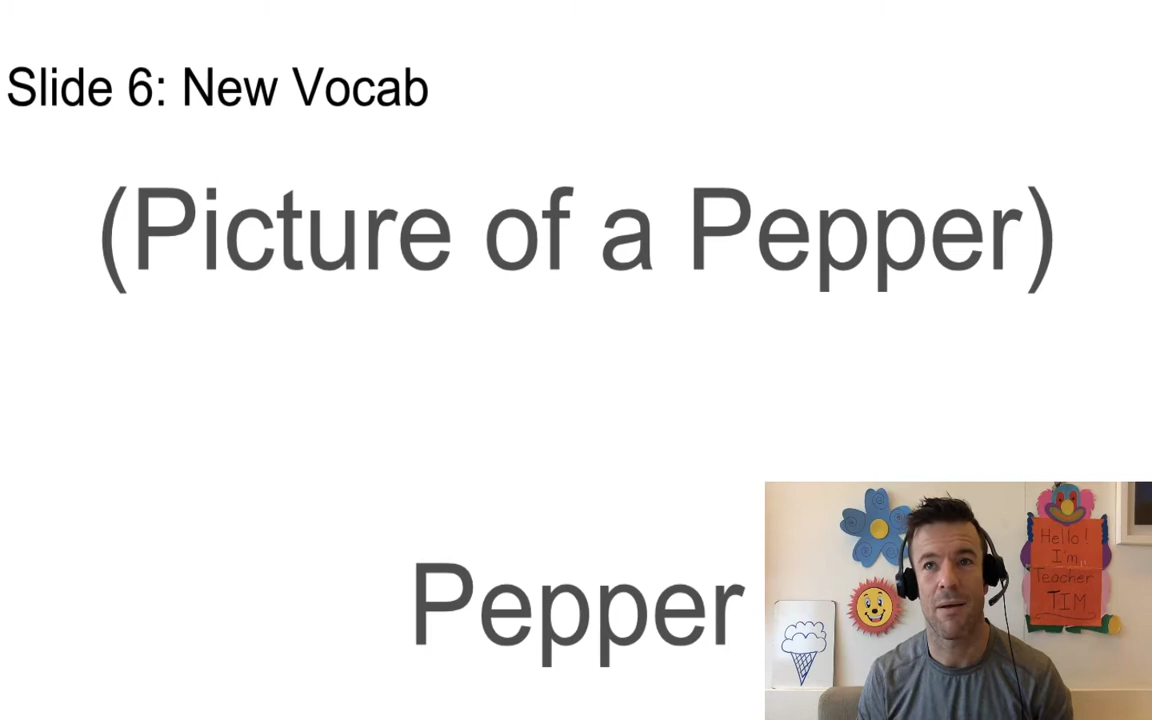 Slide 6: New Vocab
(Picture of a Pepper)
Pepper
Hello!
I'm
Teacher
TIM